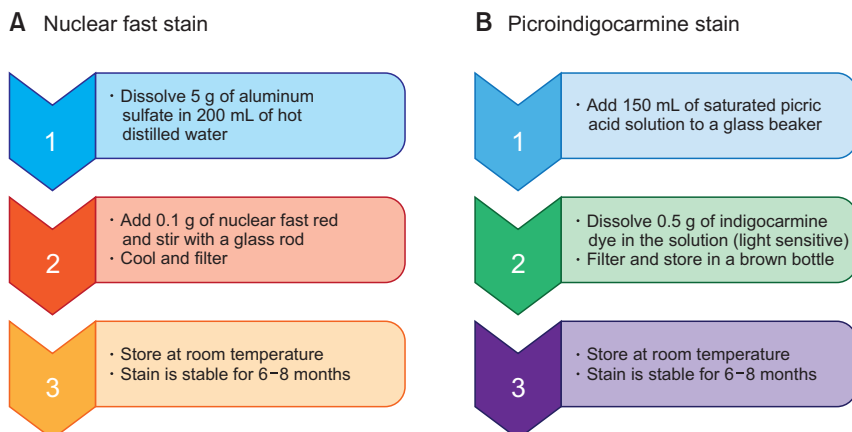 A Nuclear fast stain
1
· Dissolve 5 g of aluminum
sulfate in 200 mL of hot
distilled water
2
· Add 0.1 g of nuclear fast red
and stir with a glass rod
· Cool and filter
3
· Store at room temperature
· Stain is stable for 6−8 months
B Picroindigocarmine stain
1
· Add 150 mL of saturated picric
acid solution to a glass beaker
2
· Dissolve 0.5 g of indigocarmine
dye in the solution (light sensitive)
· Filter and store in a brown bottle
3
· Store at room temperature
· Stain is stable for 6−8 months